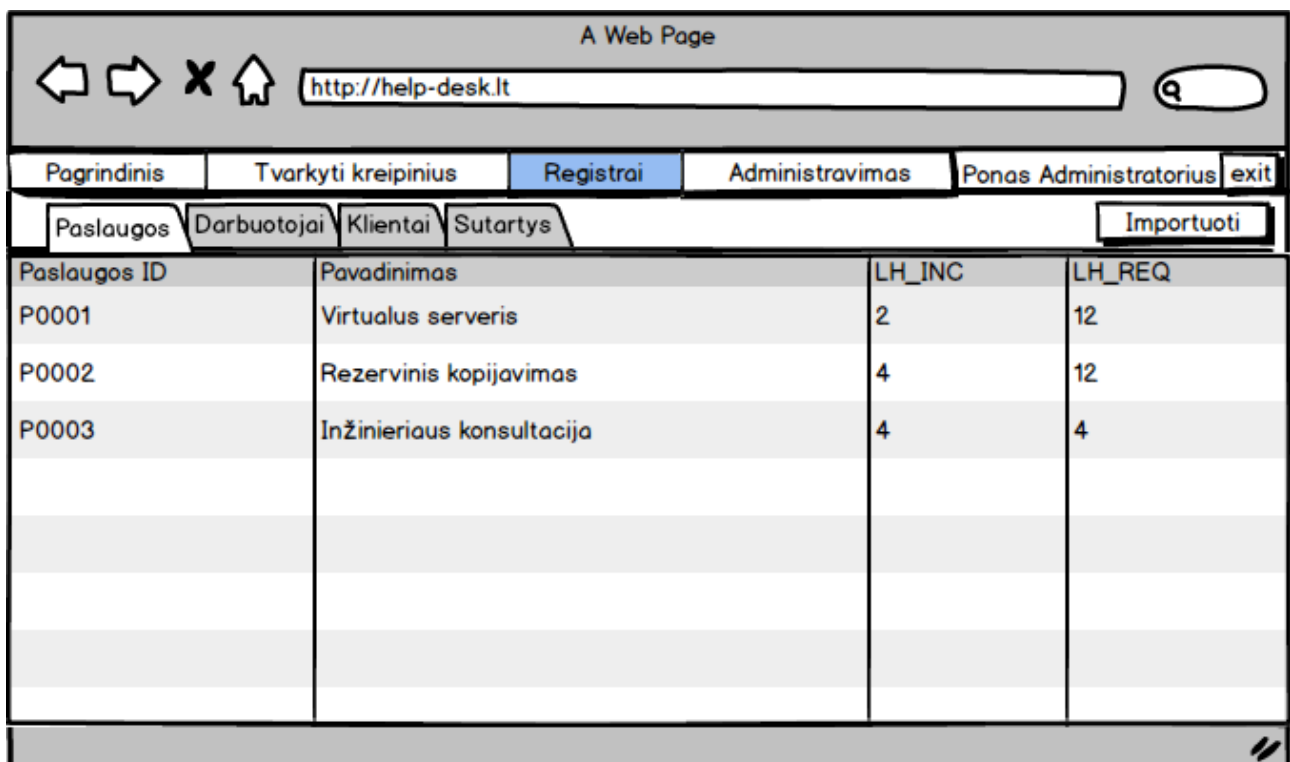 A Web Page
http://help-desk.lt
Pagrindinis Tvarkyti kreipinius Registrai Administravimas Ponas Administratorius exit
Paslaugos Darbuotojai Klientai Sutartys Importuoti
Paslaugos ID Pavadinimas LH_INC LH_REQ
P0001 Virtualus serveris 2 12
P0002 Rezervinis kopijavimas 4 12
P0003 Inžinieriaus konsultacija 4 4